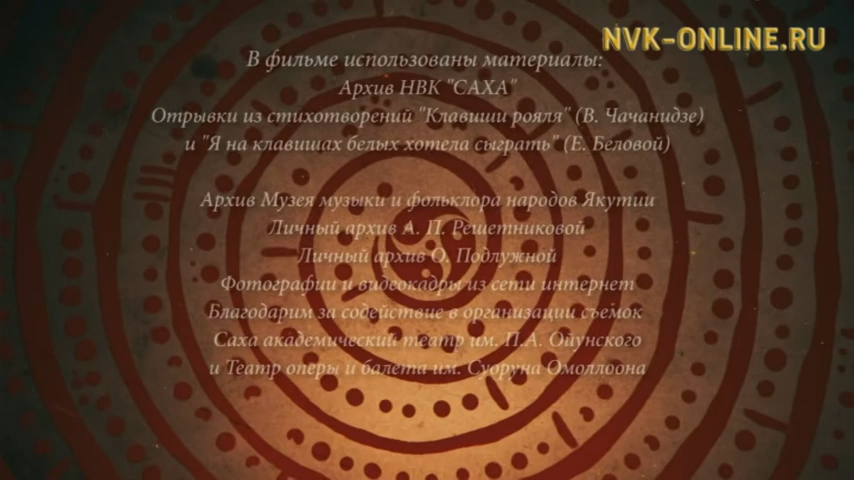 NVK-ONLINE.RU
В фильме использованы материалы:
Архив НВК "САХА"
Отрывки из стихотворений "Клавиши рояля" (В. Чачанидзе)
и "Я на клавишах белых хотела сыграть" (Е. Беловой)
Архив Музея музыки и фольклора народов Якутии
Личный архив А. П. Решетниковой
Личный архив О. Подлужной
Фотографии и видеокадры из сети интернет
Благодарим за содействие в организации съемок
Саха академический театр им. П.А. Ойунского
и Театр оперы и балета им. Суоруна Омоллоона